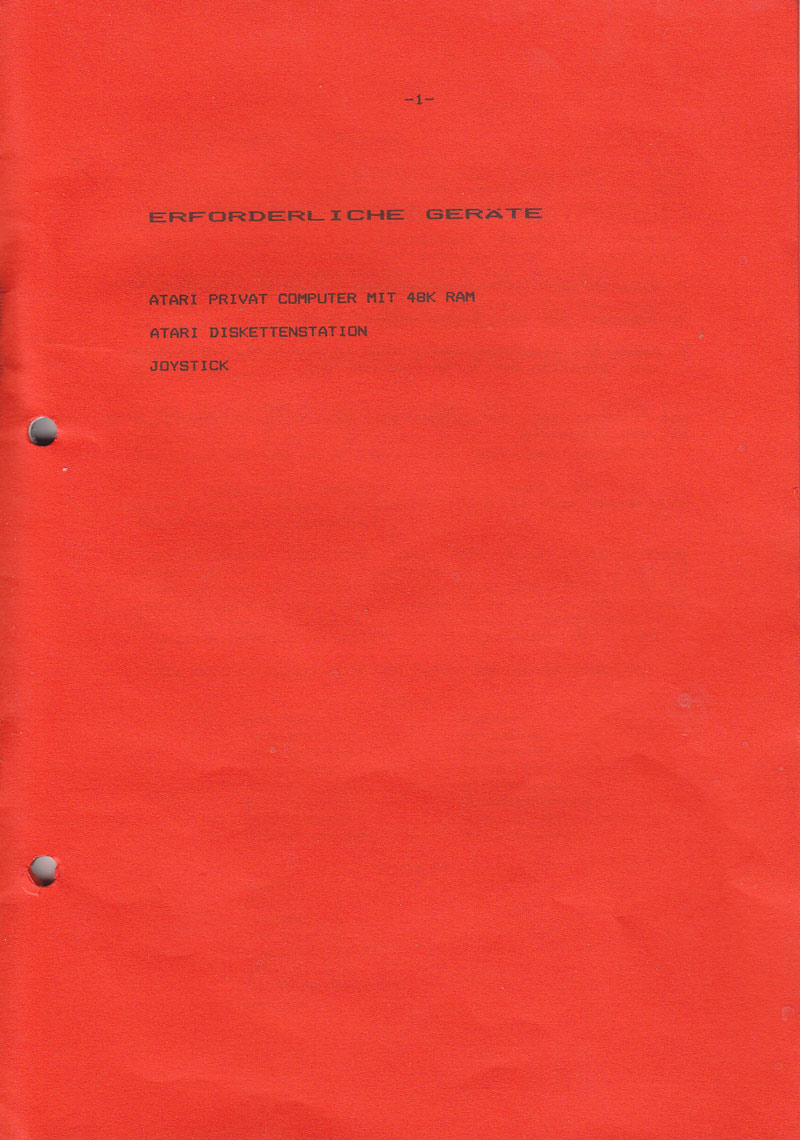 -1-
ERFORDERLICHE GERÄTE
ATARI PRIVAT COMPUTER MIT 48K RAM
ATARI DISKETTENSTATION
JOYSTICK